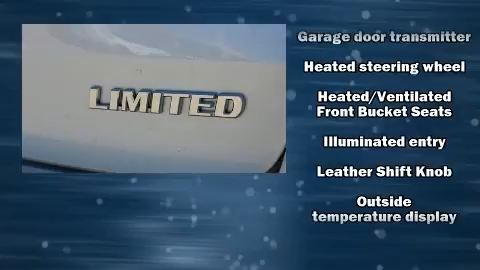 LIMITED
Garage door transmitter
Heated steering wheel
Heated/Ventilated
Front Bucket Seats
Illuminated entry
Leather Shift Knob
Outside
temperature display